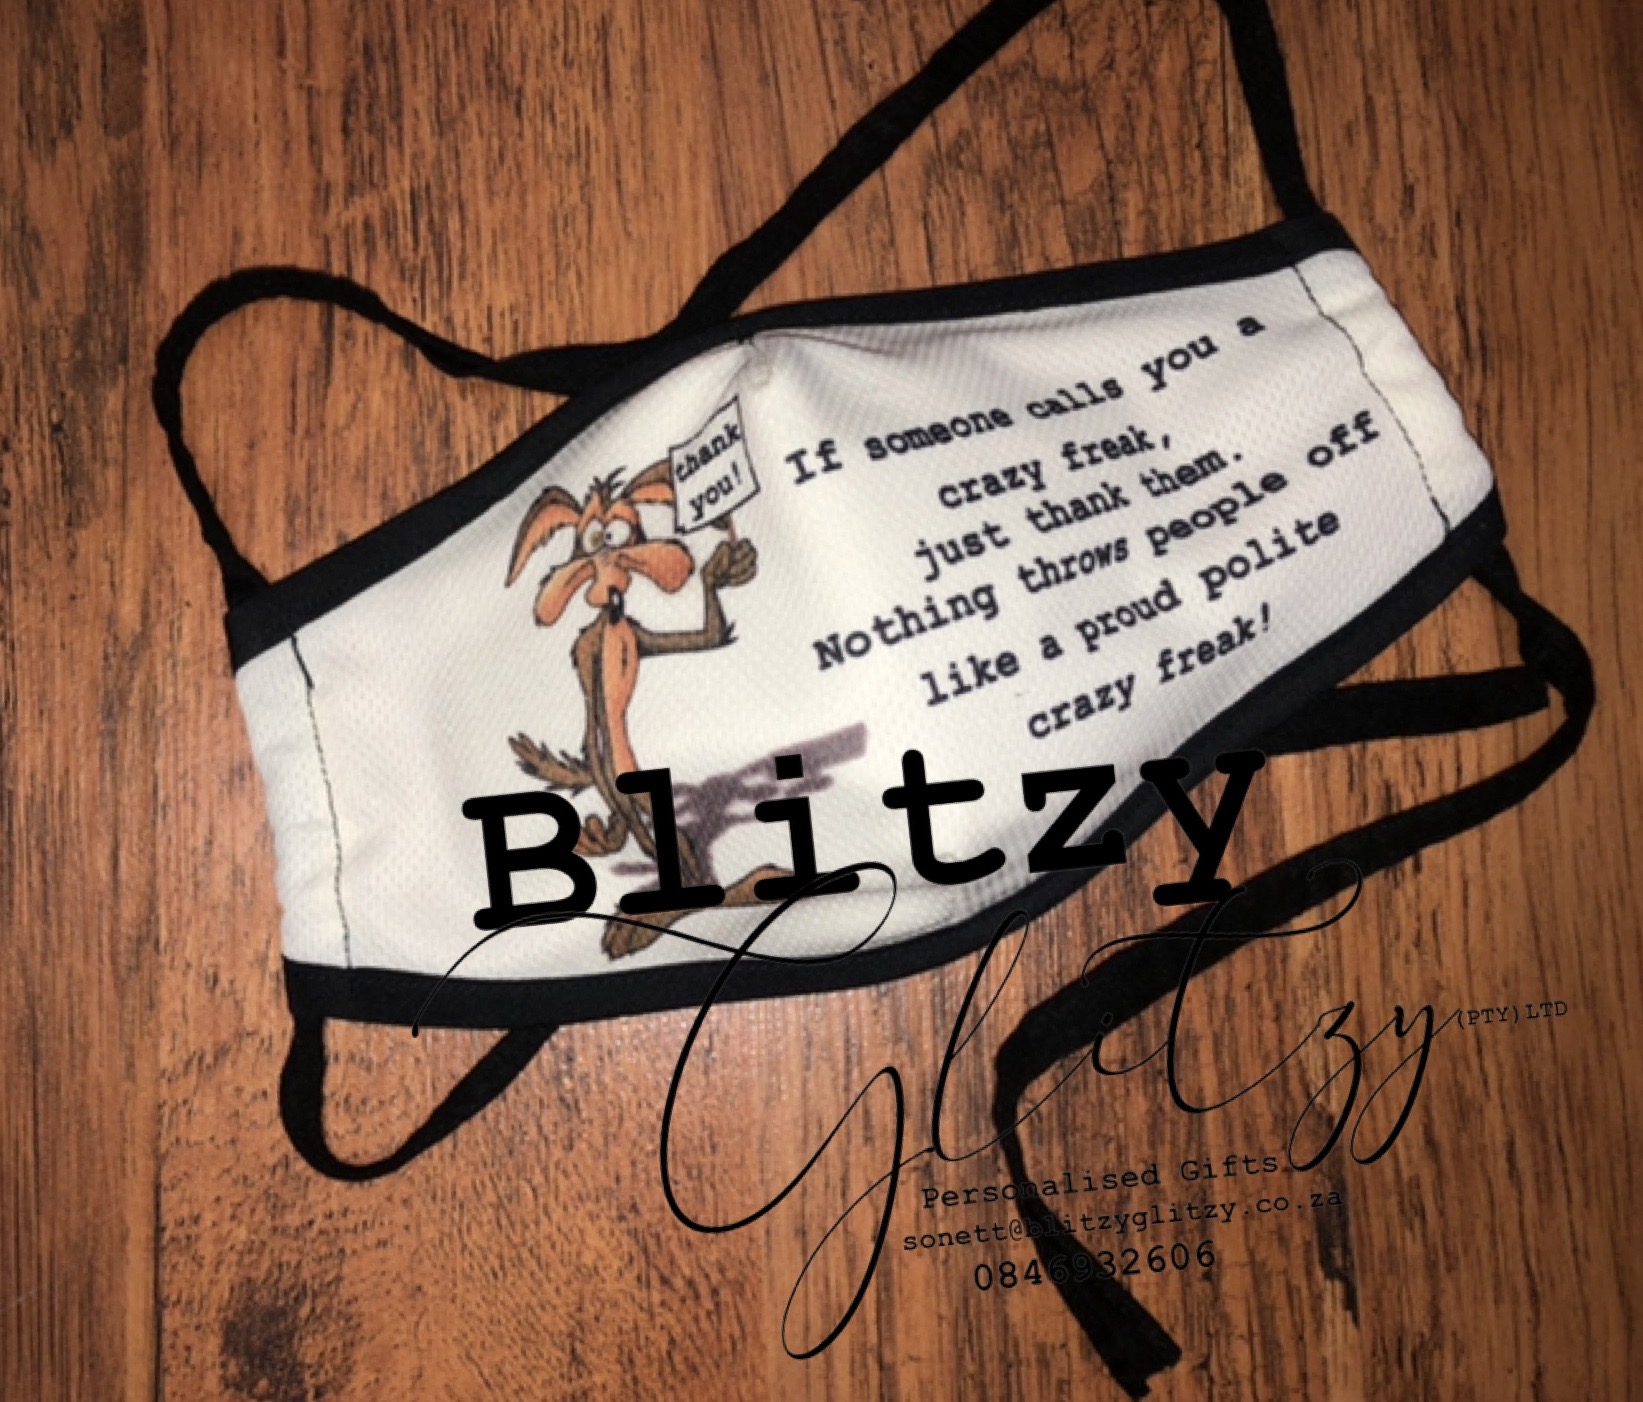 thank
you!
If someone calls you a
crazy freak,
just thank them.
Nothing throws people off
like a proud polite
crazy freak!
Blitzy
Glitzy (PTY)LTD
Personalised Gifts
sonett@blitzyglitzy.co.za
0846932606